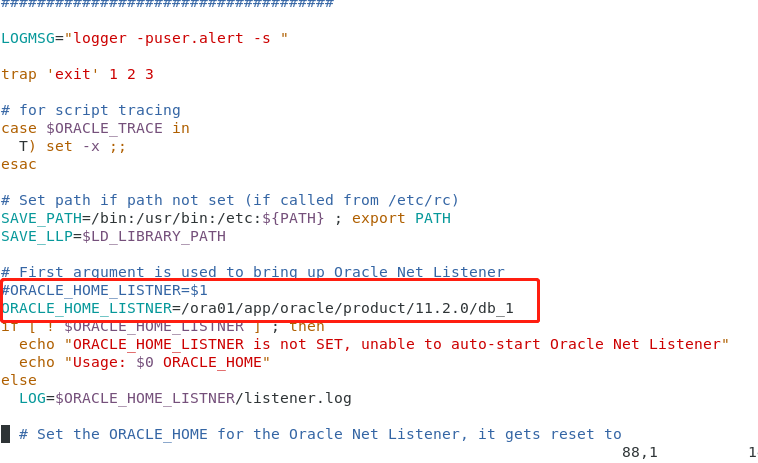 #####################################
LOGMSG="logger -puser.alert -s "
trap 'exit' 1 2 3
# for script tracing
case $ORACLE_TRACE in
T) set -x ;;
esac
# Set path if path not set (if called from /etc/rc)
SAVE_PATH=/bin:/usr/bin:/etc:${PATH} ; export PATH
SAVE_LLP=$LD_LIBRARY_PATH
# First argument is used to bring up Oracle Net Listener
#ORACLE_HOME_LISTNER=$1
ORACLE_HOME_LISTNER=/ora01/app/oracle/product/11.2.0/db_1
if [ ! $ORACLE_HOME_LISTNER ] ; then
echo "ORACLE_HOME_LISTNER is not SET, unable to auto-start Oracle Net Listener"
echo "Usage: $0 ORACLE_HOME"
else
LOG=$ORACLE_HOME_LISTNER/listener.log
# Set the ORACLE_HOME for the Oracle Net Listener, it gets reset to
88,1 1